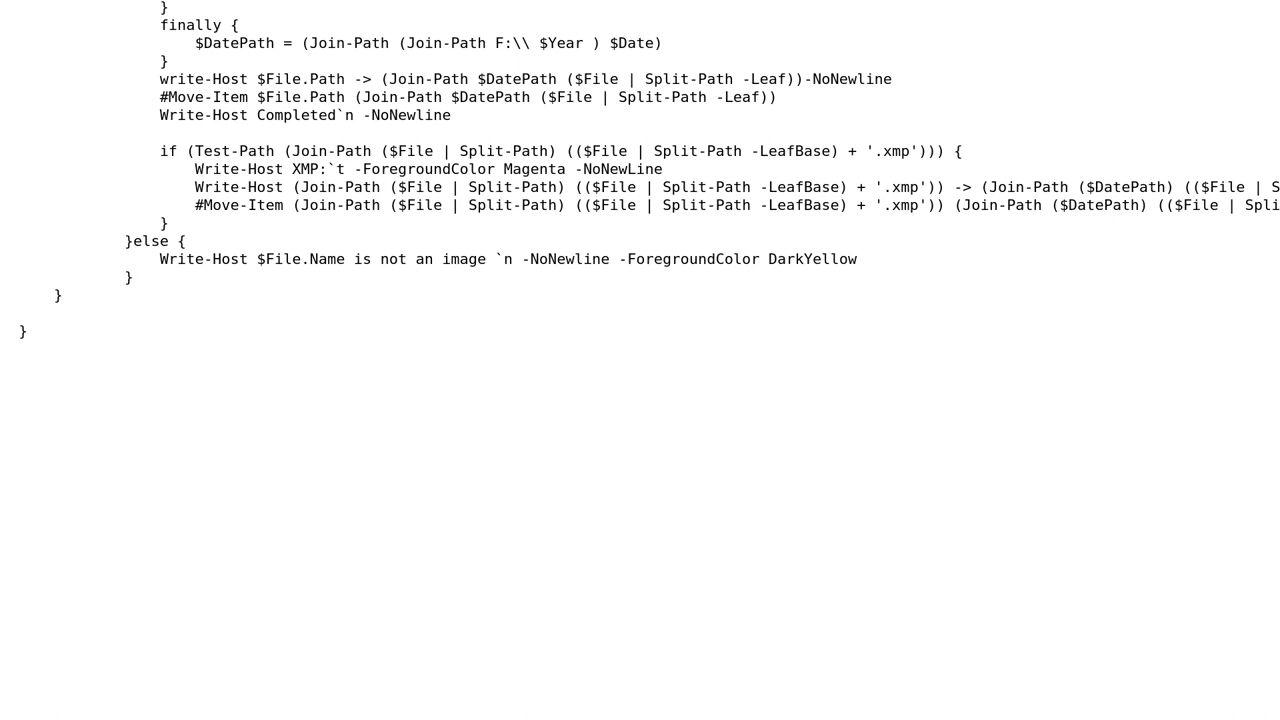 }
finally {
$DatePath = (Join-Path (Join-Path F:\\ $Year ) $Date)
}
write-Host $File.Path -> (Join-Path $DatePath ($File | Split-Path -Leaf))-NoNewline
#Move-Item $File.Path (Join-Path $DatePath ($File | Split-Path -Leaf))
Write-Host Completed`n -NoNewline
if (Test-Path (Join-Path ($File | Split-Path) (($File | Split-Path -LeafBase) + '.xmp'))) {
Write-Host XMP:`t -ForegroundColor Magenta -NoNewLine
Write-Host (Join-Path ($File | Split-Path) (($File | Split-Path -LeafBase) + '.xmp')) -> (Join-Path ($DatePath) (($File | S
#Move-Item (Join-Path ($File | Split-Path) (($File | Split-Path -LeafBase) + '.xmp')) (Join-Path ($DatePath) (($File | Spli
}
}else {
Write-Host $File.Name is not an image `n -NoNewline -ForegroundColor DarkYellow
}
}
}